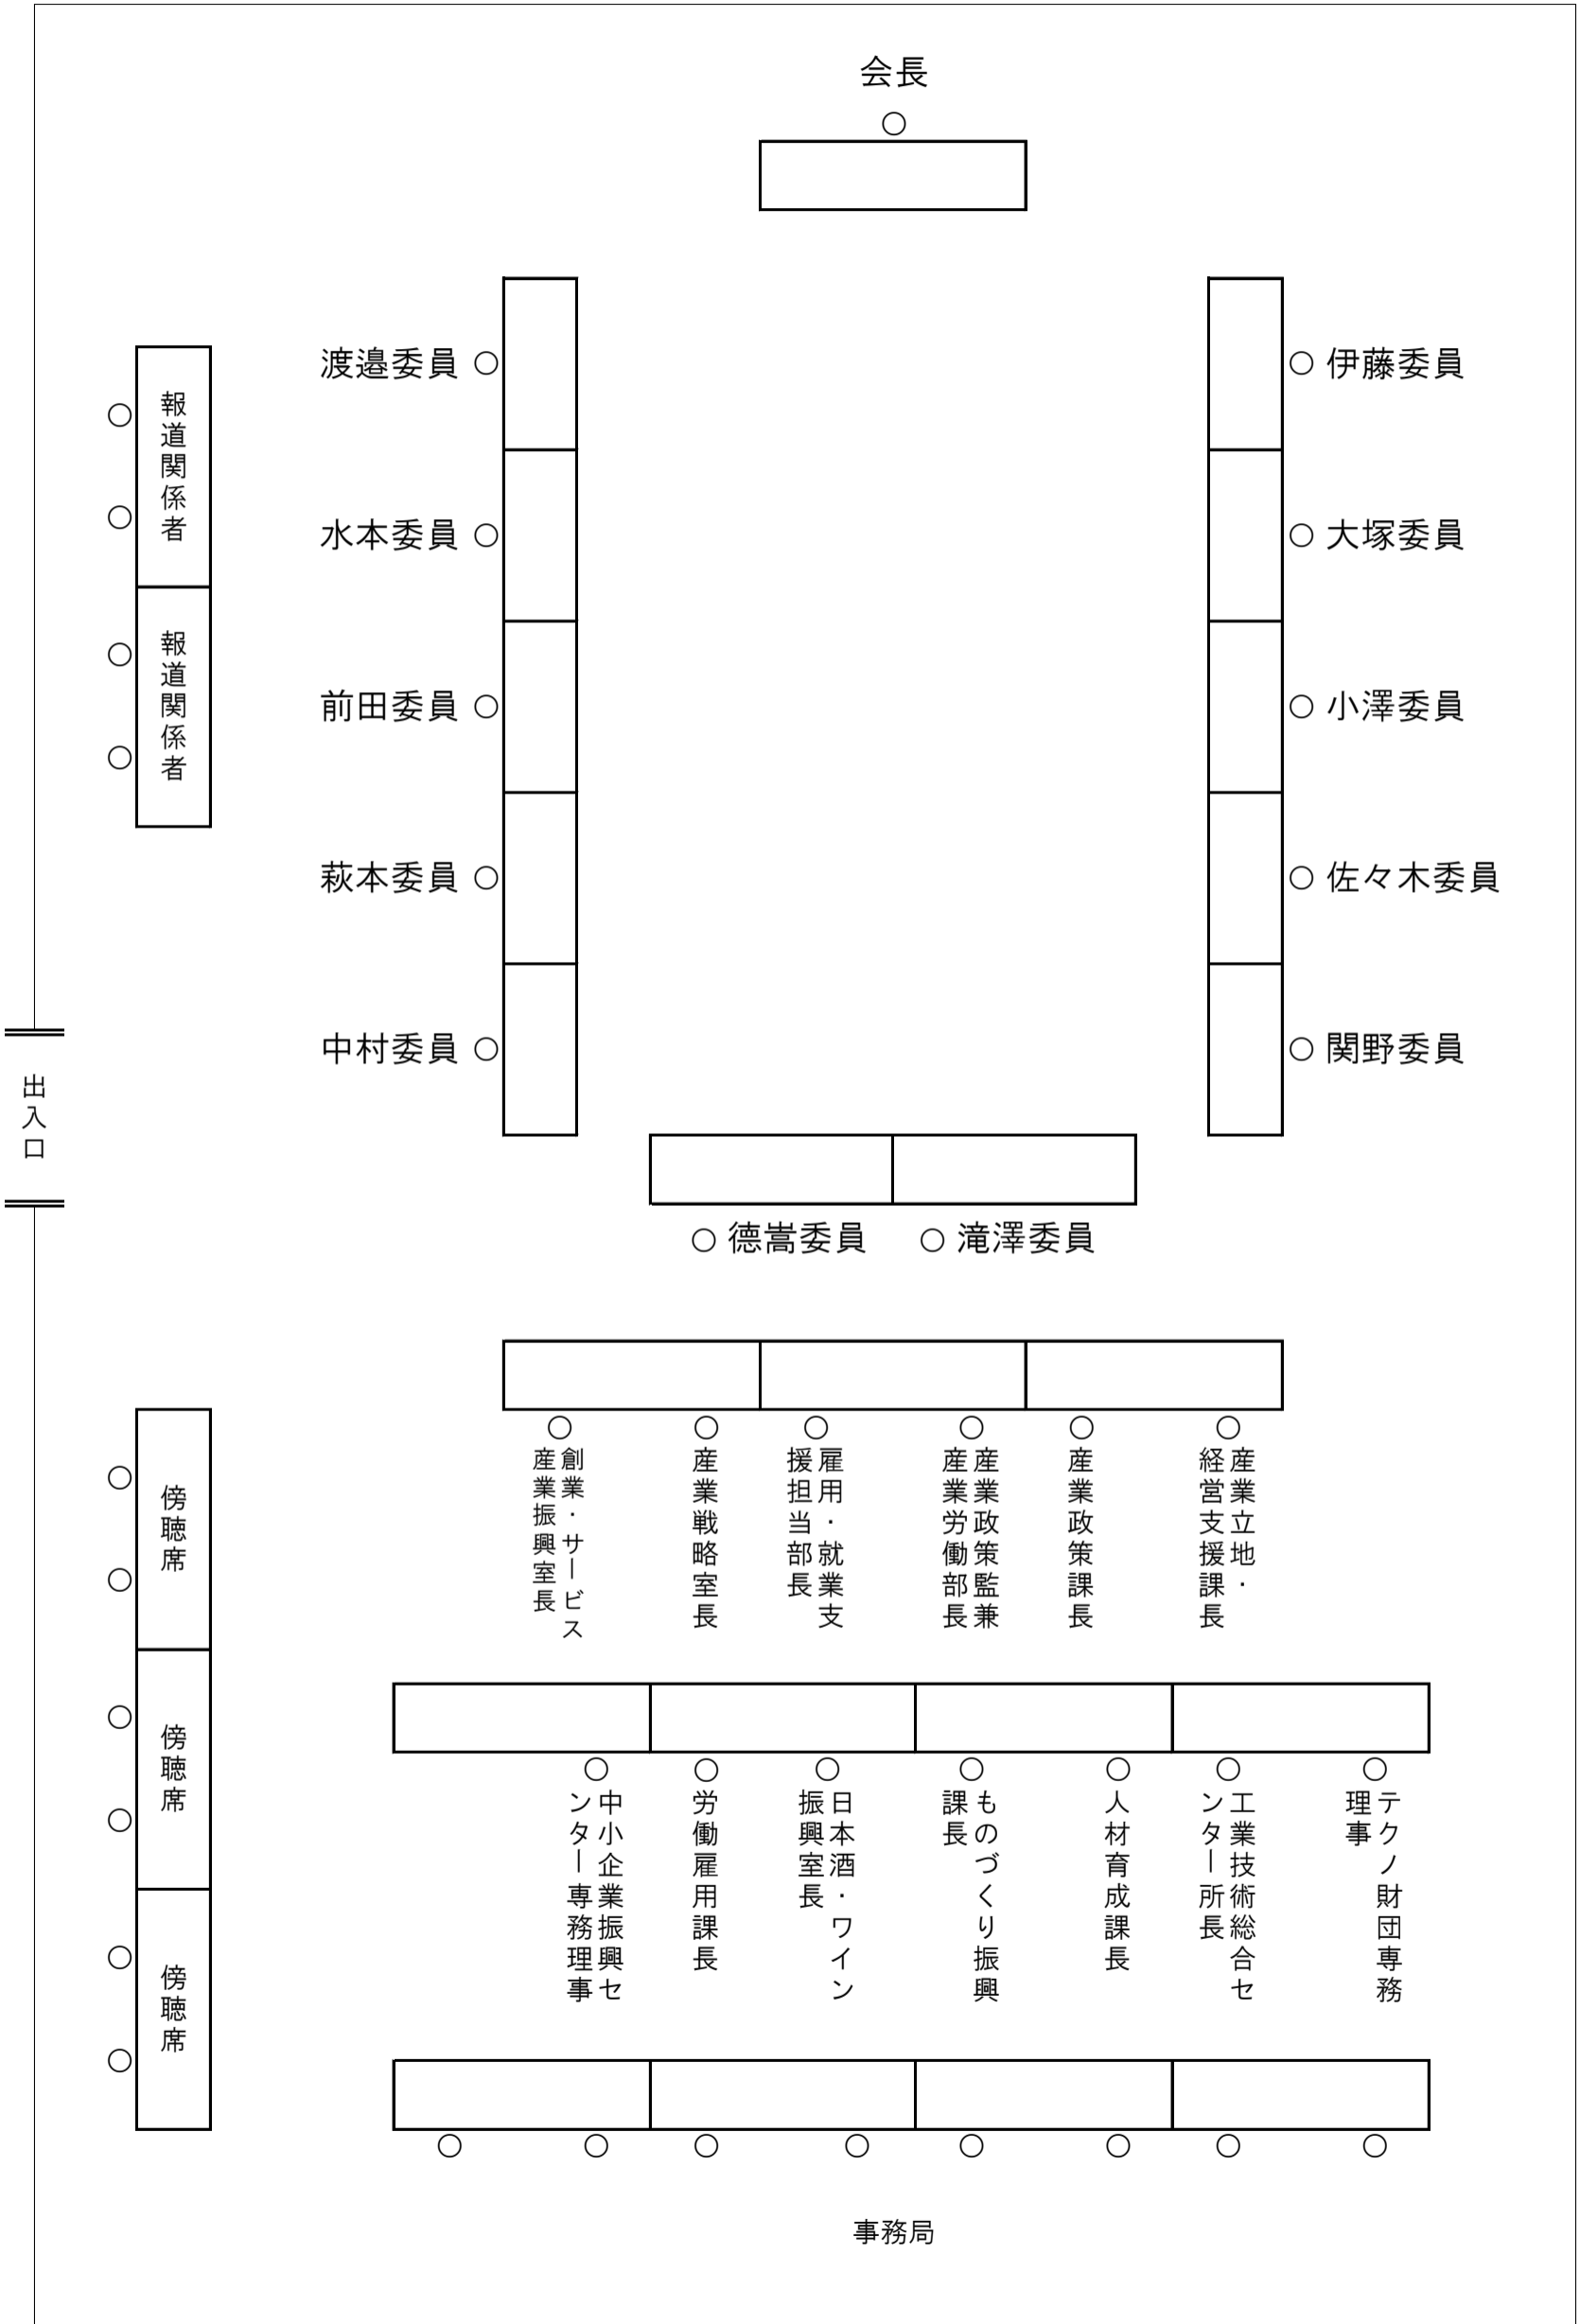 会長
○
渡邉委員 ○
○ 伊藤委員
水本委員 ○
○ 大塚委員
前田委員 ○
○ 小澤委員
萩本委員 ○
○ 佐々木委員
中村委員 ○
○ 関野委員
報道関係者
報道関係者
出入口
○ 德嵩委員
○ 滝澤委員
創業・サービス
産業振興室長
産業戦略室長
雇用・就業支
援担当部長
産業政策監兼
産業労働部長
産業政策課長
産業立地・
経営支援課長
傍聴席
傍聴席
傍聴席
中小企業振興セ
ンター専務理事
労働雇用課長
日本酒・ワイン
振興室長
ものづくり振興
課長
人材育成課長
工業技術総合セ
ンター所長
テクノ財団専務
理事
事務局